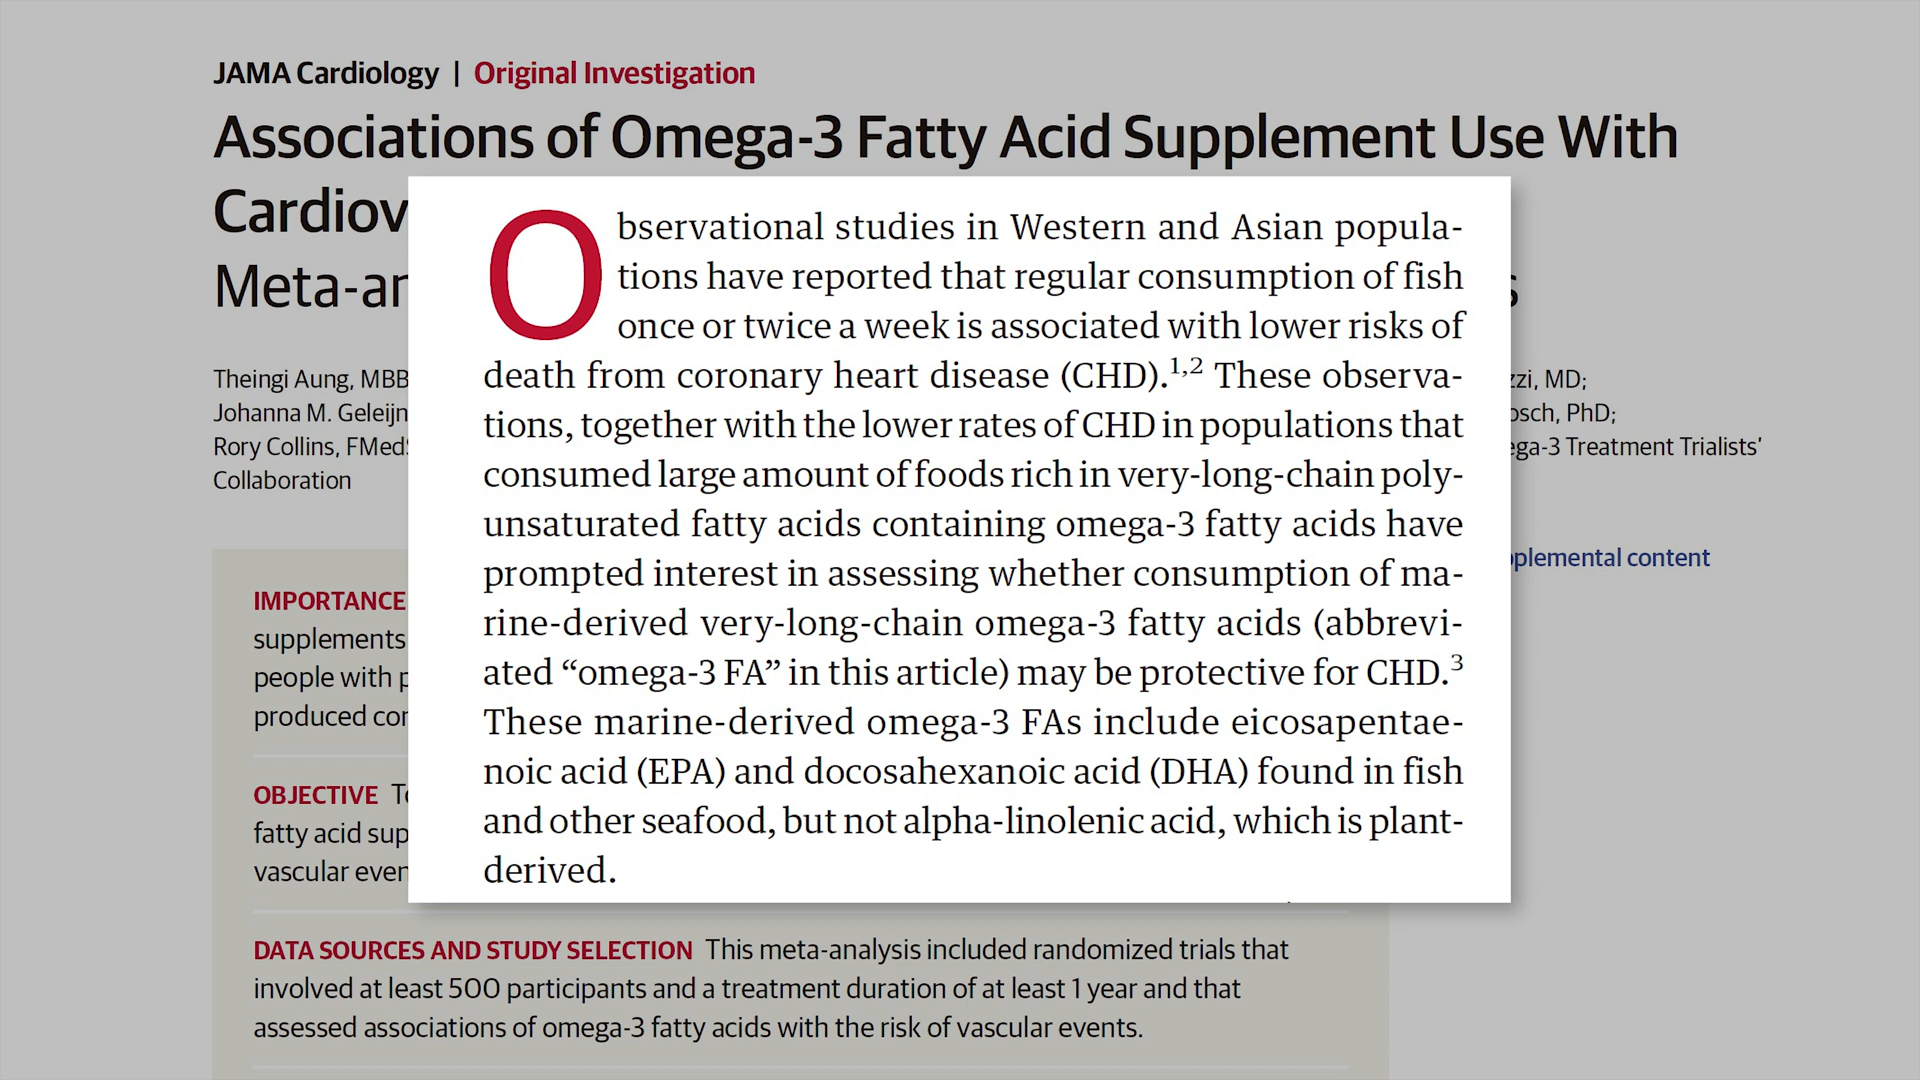 JAMA Cardiology | Original Investigation
Associations of Omega-3 Fatty Acid Supplement Use With
Cardiov
Meta-an
Theingi Aung, MBB
Johanna M. Geleijn
Rory Collins, FMedS
Collaboration
zzi, MD;
osch, PhD;
ega-3 Treatment Trialists’
pplemental content
Observational studies in Western and Asian popula-
tions have reported that regular consumption of fish
once or twice a week is associated with lower risks of
death from coronary heart disease (CHD).1,2 These observa-
tions, together with the lower rates of CHD in populations that
consumed large amount of foods rich in very-long-chain poly-
unsaturated fatty acids containing omega-3 fatty acids have
prompted interest in assessing whether consumption of ma-
rine-derived very-long-chain omega-3 fatty acids (abbrevi-
ated “omega-3 FA” in this article) may be protective for CHD.3
These marine-derived omega-3 FAs include eicosapentae-
noic acid (EPA) and docosahexanoic acid (DHA) found in fish
and other seafood, but not alpha-linolenic acid, which is plant-
derived.
IMPORTANCE
supplements
people with p
produced con
OBJECTIVE To
fatty acid sup
vascular even
DATA SOURCES AND STUDY SELECTION This meta-analysis included randomized trials that
involved at least 500 participants and a treatment duration of at least 1 year and that
assessed associations of omega-3 fatty acids with the risk of vascular events.